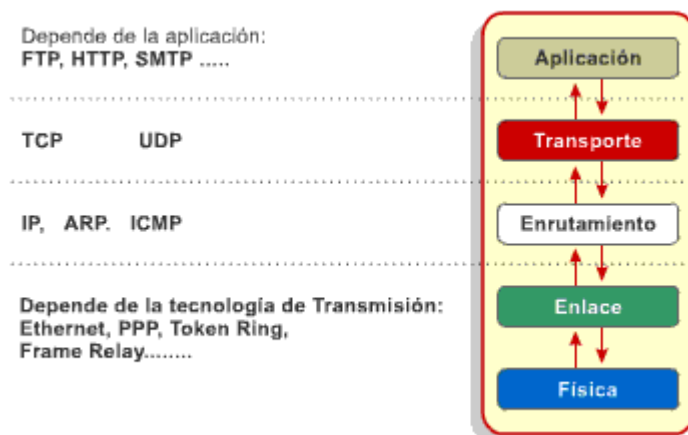 Depende de la aplicación:
FTP, HTTP, SMTP .....
Aplicación
TCP UDP
Transporte
IP, ARP. ICMP
Enrutamiento
Depende de la tecnología de Transmisión:
Ethernet, PPP, Token Ring,
Frame Relay........
Enlace
Física